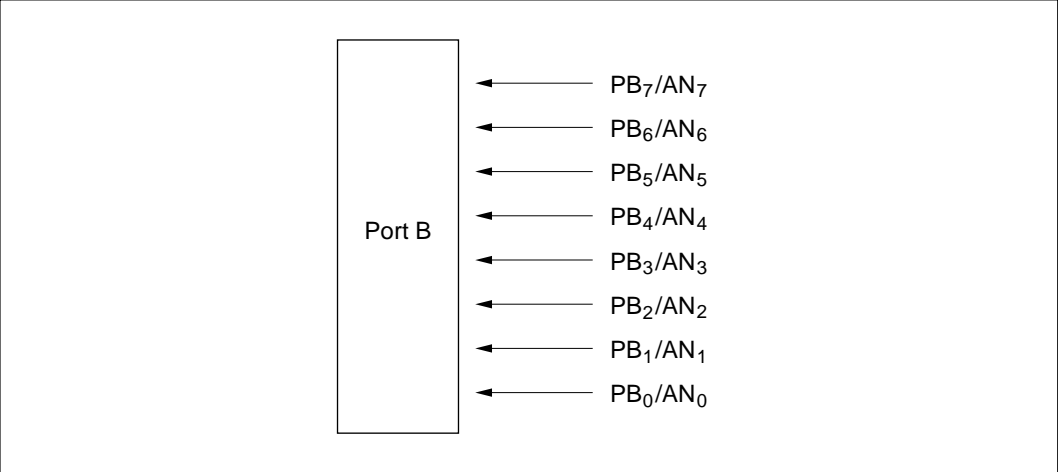 PB₇/AN₇
PB₆/AN₆
PB₅/AN₅
PB₄/AN₄
Port B
PB₃/AN₃
PB₂/AN₂
PB₁/AN₁
PB₀/AN₀